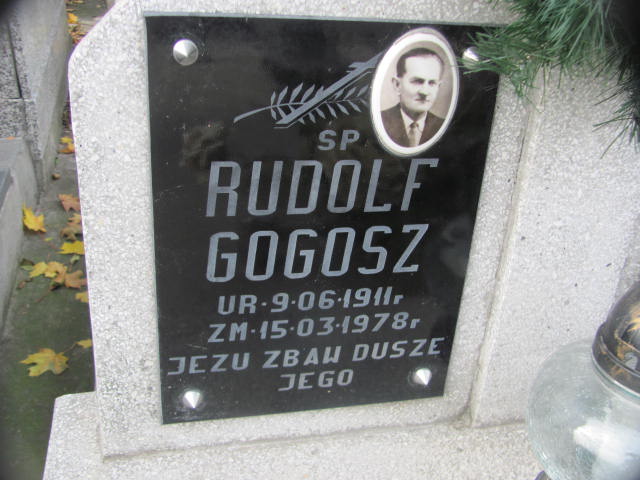 SP
RUDOLF
GOGOSZ
UR·9·06·1911r
ZM·15·03·1978r
JEZU ZBAW DUSZE
JEGO